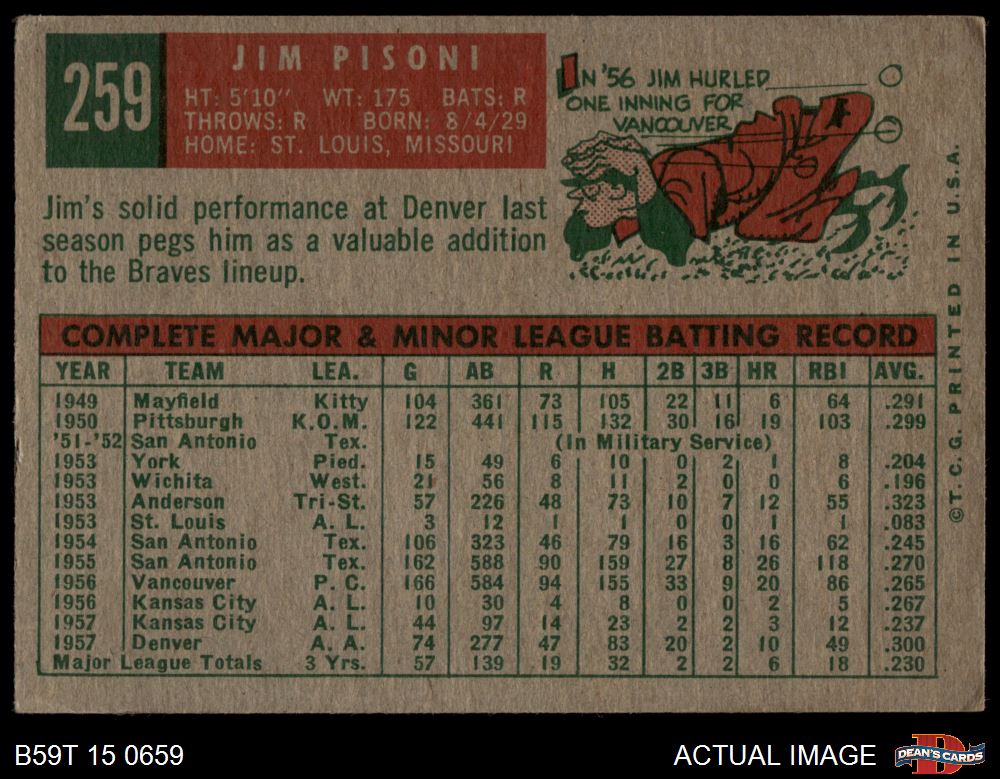 259
JIM PISONI
HT: 5'10" WT: 175 BATS: R
THROWS: R BORN: 8/4/29
HOME: ST. LOUIS, MISSOURI
IN '56 JIM HURLED
ONE INNING FOR
VANCOUVER
Jim's solid performance at Denver last
season pegs him as a valuable addition
to the Braves lineup.
COMPLETE MAJOR & MINOR LEAGUE BATTING RECORD
YEAR TEAM LEA. G AB R H 2B 3B HR RBI AVG.
1949 Mayfield Kitty 104 361 73 105 22 11 6 64 .291
1950 Pittsburgh K.O.M. 122 441 115 132 30 16 19 103 .299
'51-'52 San Antonio Tex. (In Military Service)
1953 York Pied. 15 49 6 10 0 2 1 8 .204
1953 Wichita West. 21 56 8 11 2 0 0 6 .196
1953 Anderson Tri-St. 57 226 48 73 10 7 12 55 .323
1953 St. Louis A. L. 3 12 1 1 0 0 1 1 .083
1954 San Antonio Tex. 106 323 46 79 16 3 16 62 .245
1955 San Antonio Tex. 162 588 90 159 27 8 26 118 .270
1956 Vancouver P. C. 166 584 94 155 33 9 20 86 .265
1956 Kansas City A. L. 10 30 4 8 0 0 2 5 .267
1957 Kansas City A. L. 44 97 14 23 2 2 3 12 .237
1957 Denver A. A. 74 277 47 83 20 2 10 49 .300
Major League Totals 3 Yrs. 57 139 19 32 2 2 6 18 .230
©T. C. G. PRINTED IN U.S.A.
B59T 15 0659
ACTUAL IMAGE
DEAN'S CARDS